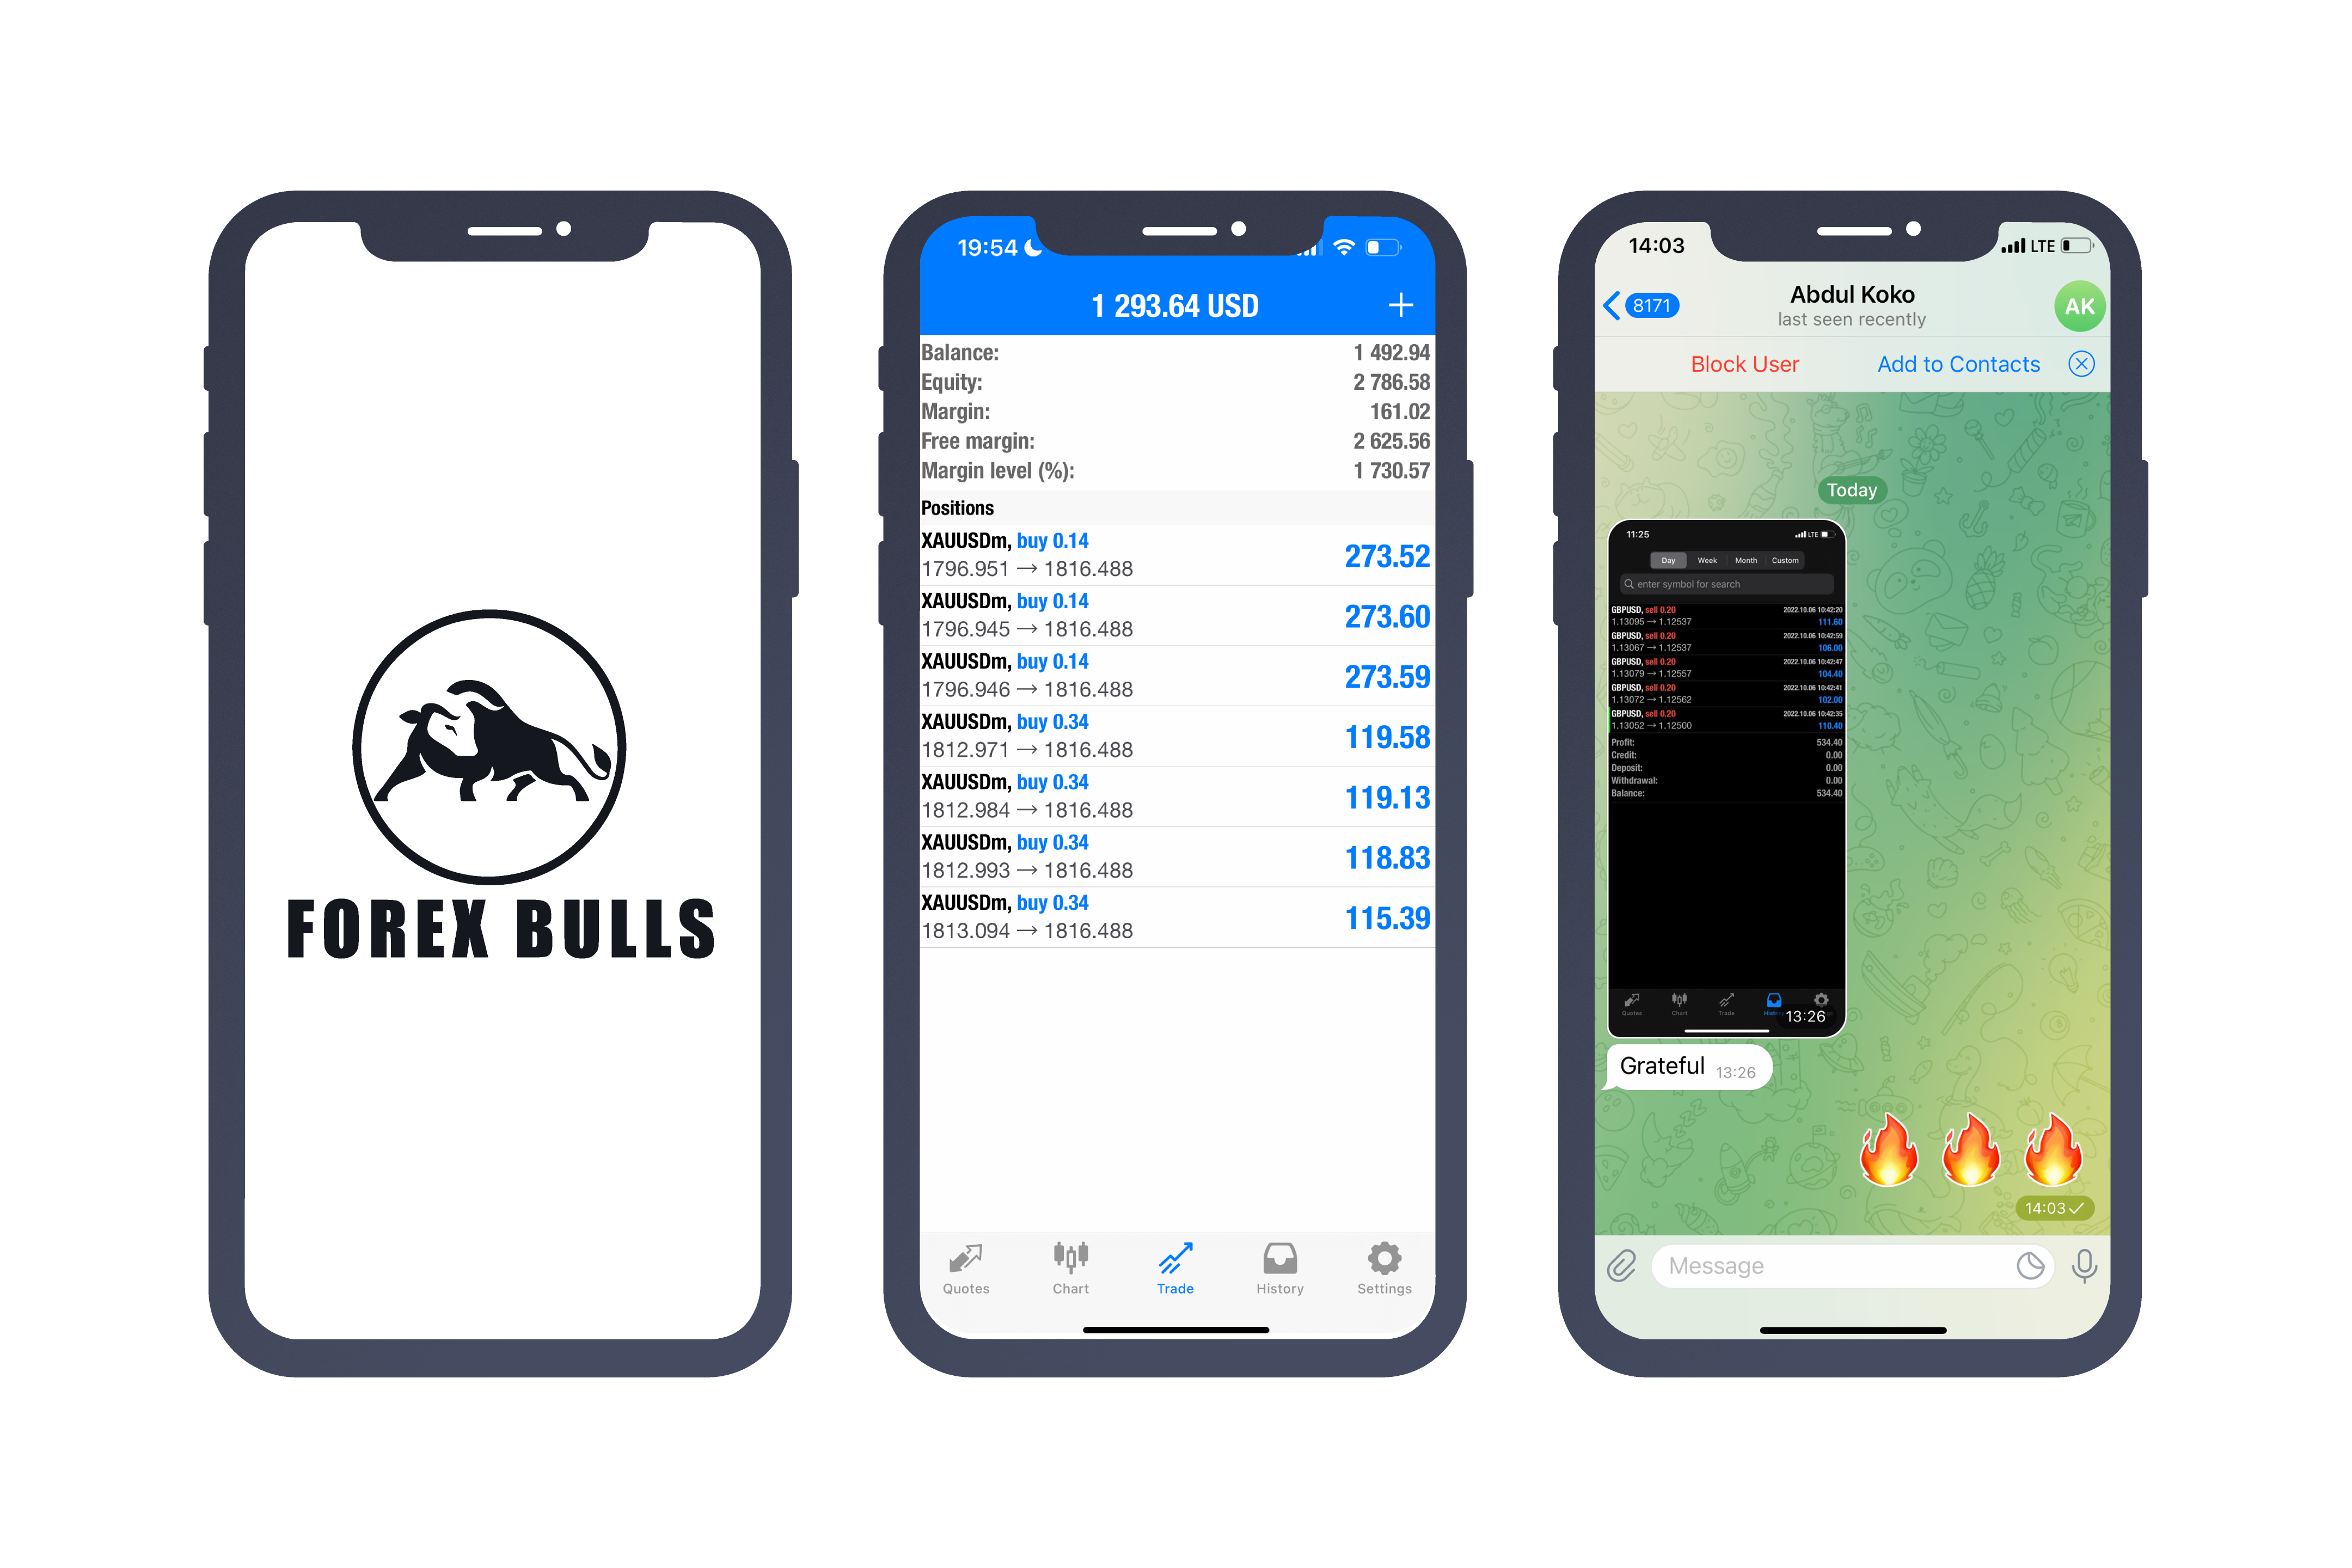 FOREX BULLS
19:54
1 293.64 USD
Balance: 1 492.94
Equity: 2 786.58
Margin: 161.02
Free margin: 2 625.56
Margin level (%): 1 730.57
Positions
XAUUSDm, buy 0.14
1796.951 → 1816.488 273.52
XAUUSDm, buy 0.14
1796.945 → 1816.488 273.60
XAUUSDm, buy 0.14
1796.946 → 1816.488 273.59
XAUUSDm, buy 0.34
1812.971 → 1816.488 119.58
XAUUSDm, buy 0.34
1812.984 → 1816.488 119.13
XAUUSDm, buy 0.34
1812.993 → 1816.488 118.83
XAUUSDm, buy 0.34
1813.094 → 1816.488 115.39
Quotes Chart Trade History Settings
14:03 LTE
8171 Abdul Koko AK
last seen recently
Block User Add to Contacts
Today
11:25 LTE
Day Week Month Custom
enter symbol for search
GBPUSD, sell 0.20 2022.10.06 10:42:20
1.13095 → 1.12537 111.60
GBPUSD, sell 0.20 2022.10.06 10:42:59
1.13067 → 1.12537 106.00
GBPUSD, sell 0.20 2022.10.06 10:42:47
1.13079 → 1.12557 104.40
GBPUSD, sell 0.20 2022.10.06 10:42:41
1.13072 → 1.12562 102.00
GBPUSD, sell 0.20 2022.10.06 10:42:35
1.13052 → 1.12500 110.40
Profit: 534.40
Credit: 0.00
Deposit: 0.00
Withdrawal: 0.00
Balance: 534.40
Quotes Chart Trade
13:26
Grateful 13:26
14:03
Message